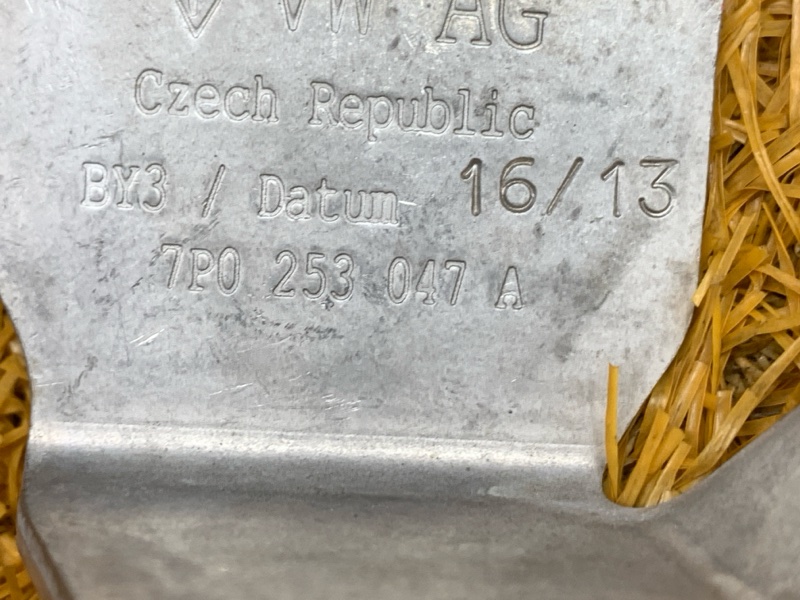 VW AG
Czech Republic
BY3 / Datum 16/13
7P0 253 047 A